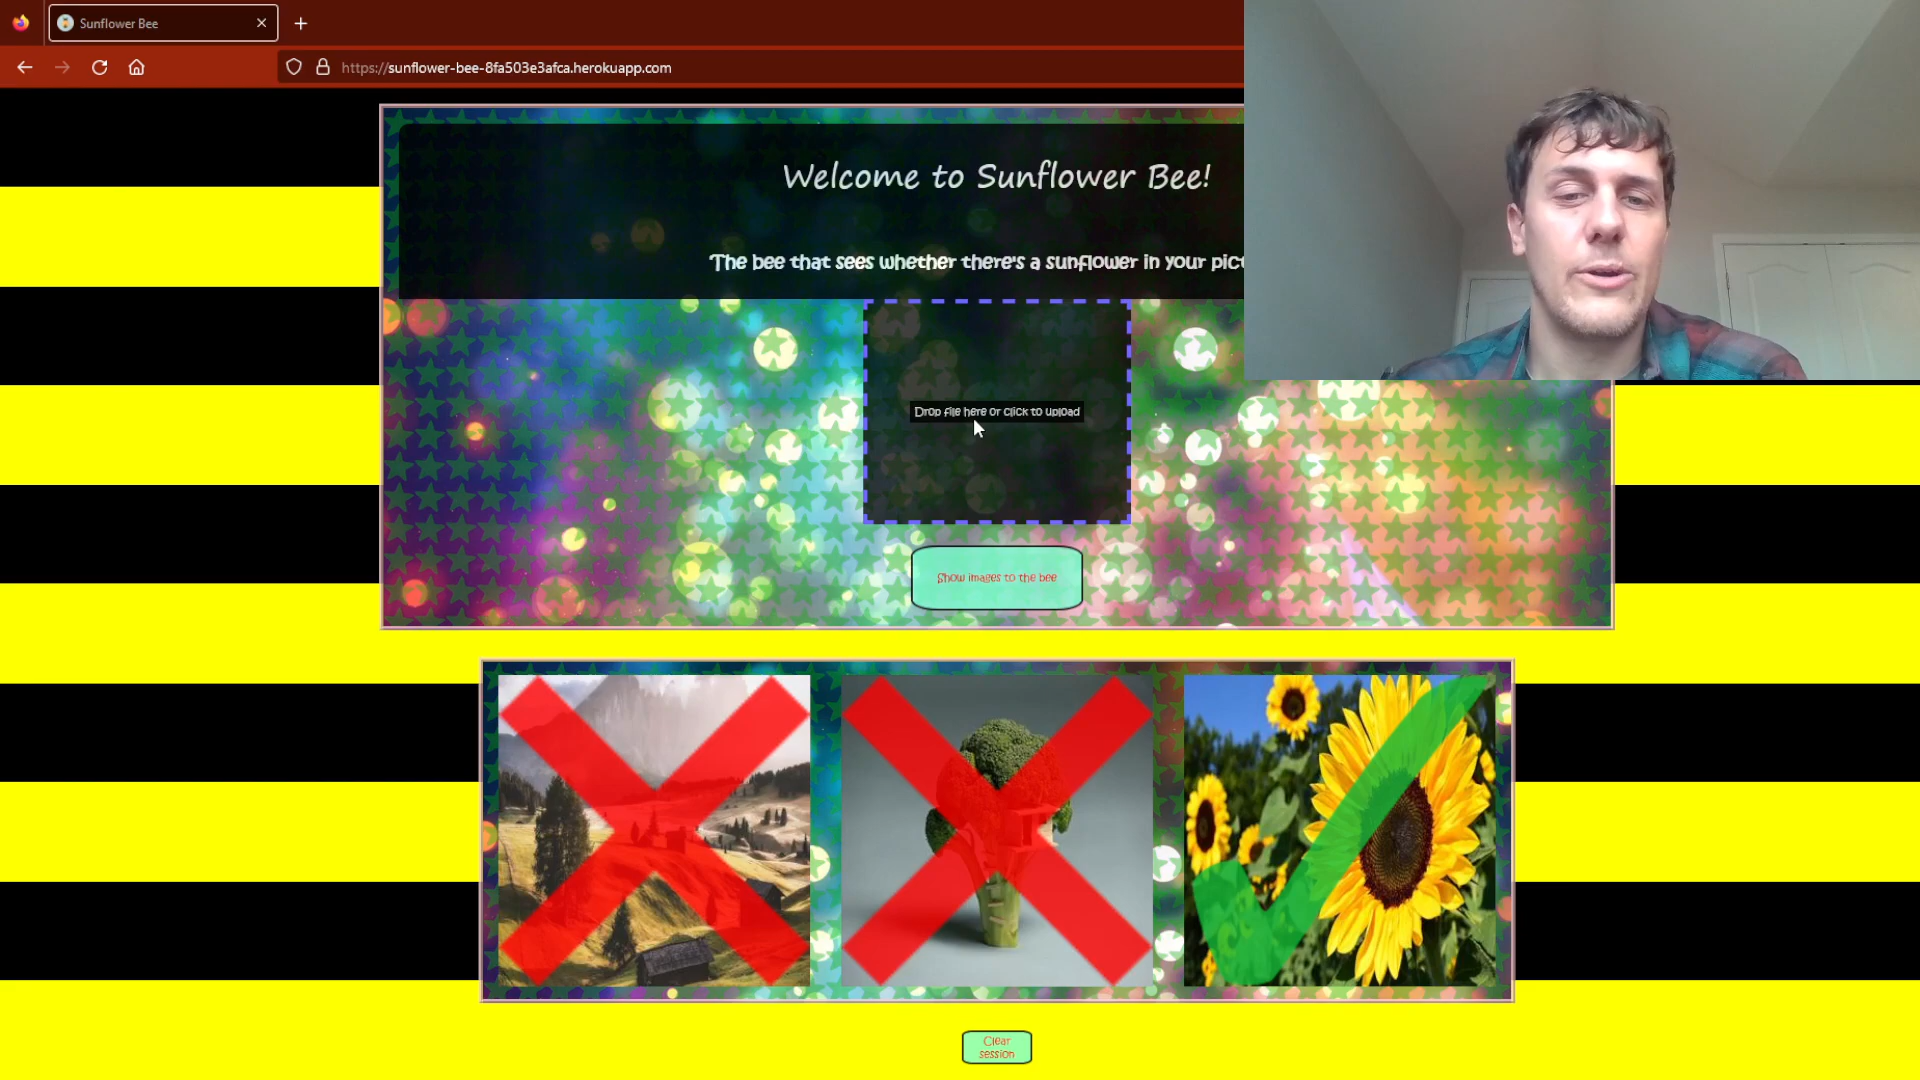 Sunflower Bee
https://sunflower-bee-8fa503e3afca.herokuapp.com
Welcome to Sunflower Bee!
The bee that sees whether there's a sunflower in your pict
Drop file here or click to upload
Show images to the bee
Clear
session